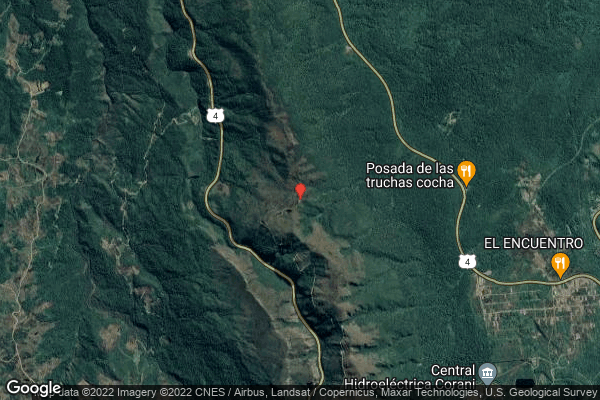 4
Posada de las
truchas cocha
EL ENCUENTRO
4
Central
Hidroeléctrica Corani
Google
Data ©2022 Imagery ©2022 CNES / Airbus, Landsat / Copernicus, Maxar Technologies, U.S. Geological Survey